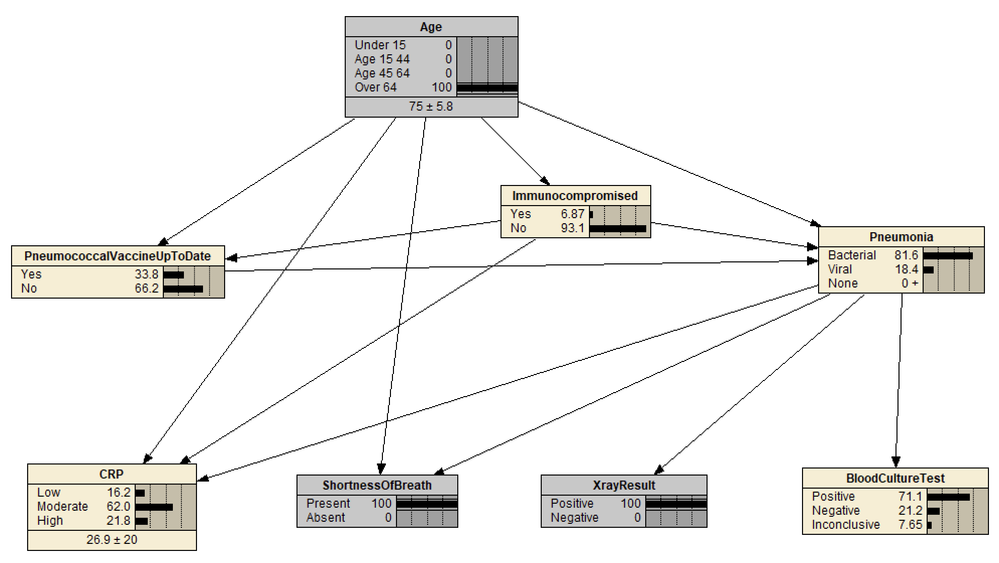 Age
Under 15 0
Age 15 44 0
Age 45 64 0
Over 64 100
75 ± 5.8
Immunocompromised
Yes 6.87
No 93.1
Pneumonia
Bacterial 81.6
Viral 18.4
None 0 +
PneumococcalVaccineUpToDate
Yes 33.8
No 66.2
CRP
Low 16.2
Moderate 62.0
High 21.8
26.9 ± 20
ShortnessOfBreath
Present 100
Absent 0
XrayResult
Positive 100
Negative 0
BloodCultureTest
Positive 71.1
Negative 21.2
Inconclusive 7.65